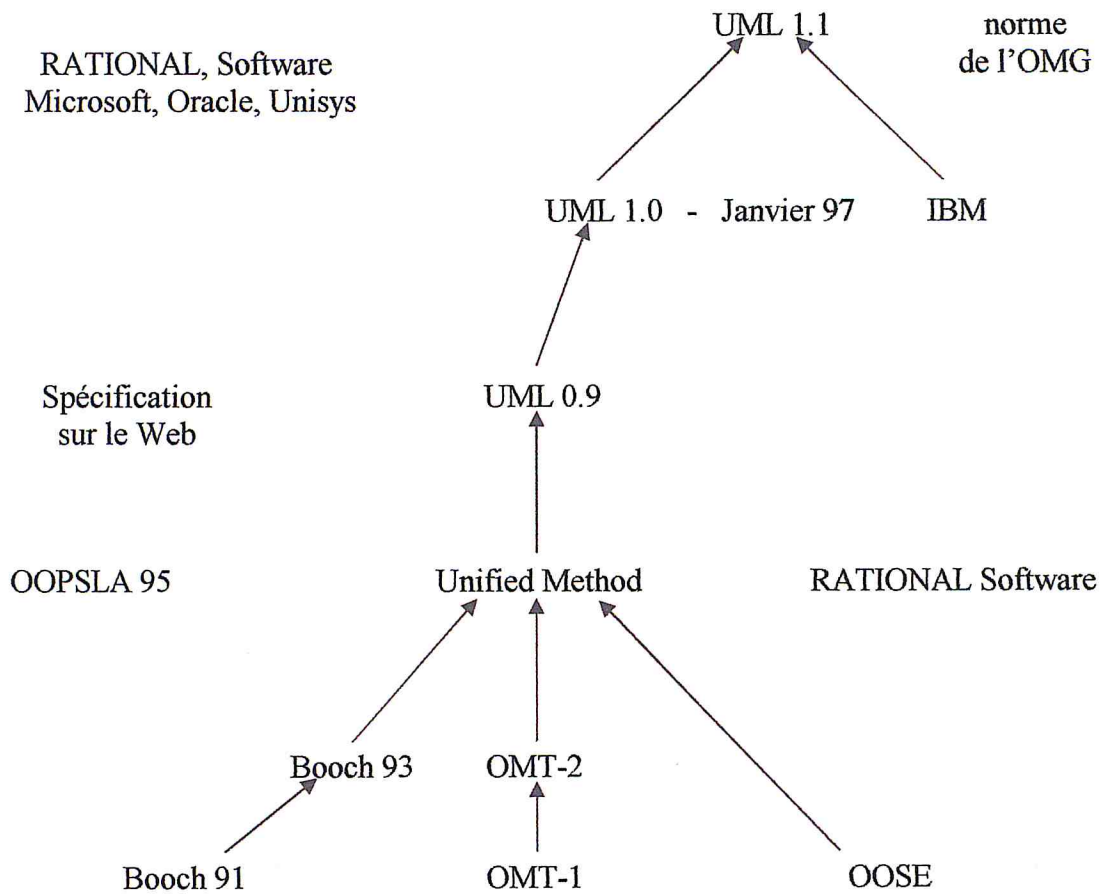 UML 1.1
norme
de l'OMG
RATIONAL, Software
Microsoft, Oracle, Unisys
UML 1.0 - Janvier 97
IBM
Spécification
sur le Web
UML 0.9
OOPSLA 95
Unified Method
RATIONAL Software
Booch 93
OMT-2
Booch 91
OMT-1
OOSE